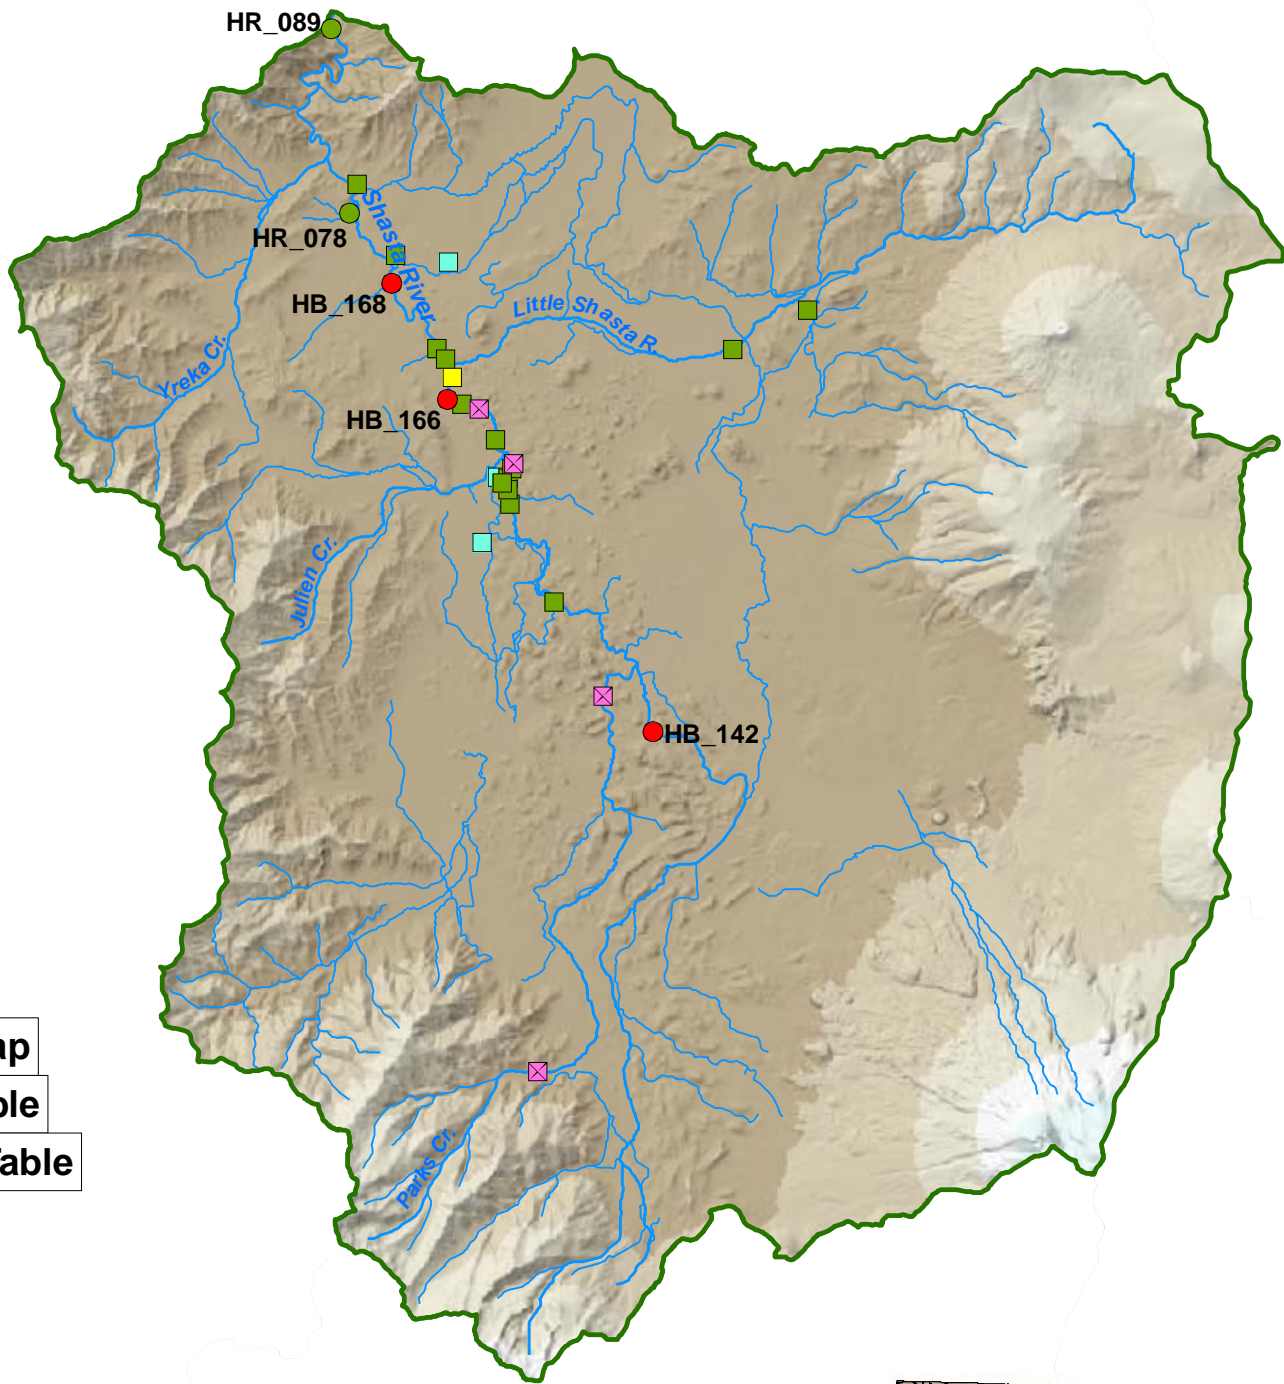 HR_089
Shasta River
HR_078
HB_168
Little Shasta R.
Yreka Cr.
HB_166
Julien Cr.
HB_142
Parks Cr.